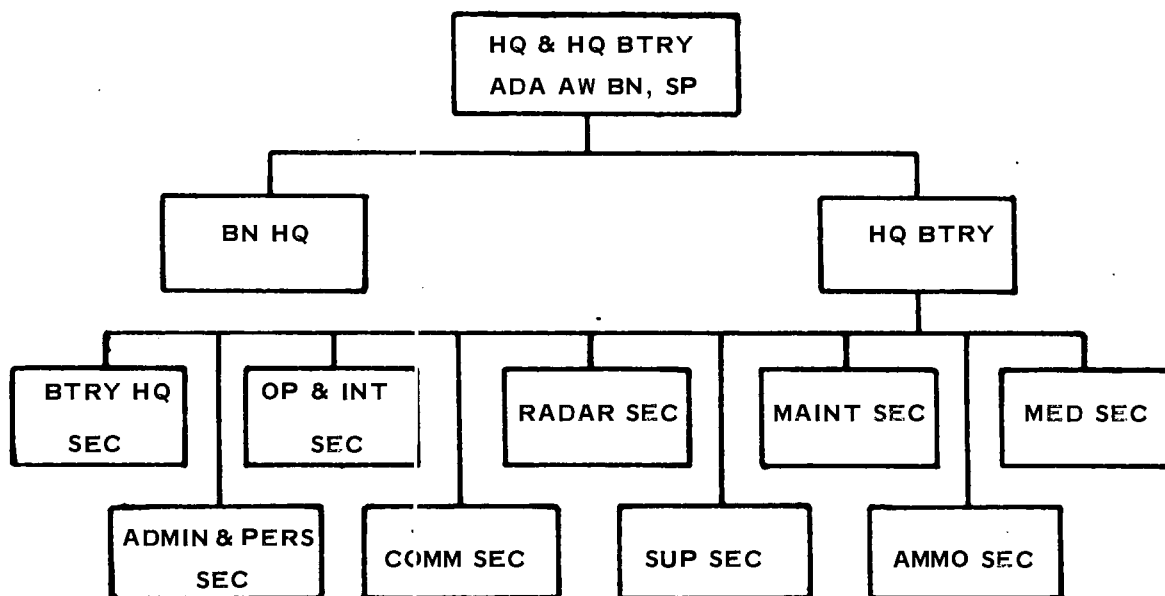 HQ & HQ BTRY
ADA AW BN, SP
BN HQ
HQ BTRY
BTRY HQ
SEC
OP & INT
SEC
RADAR SEC
MAINT SEC
MED SEC
ADMIN & PERS
SEC
COMM SEC
SUP SEC
AMMO SEC